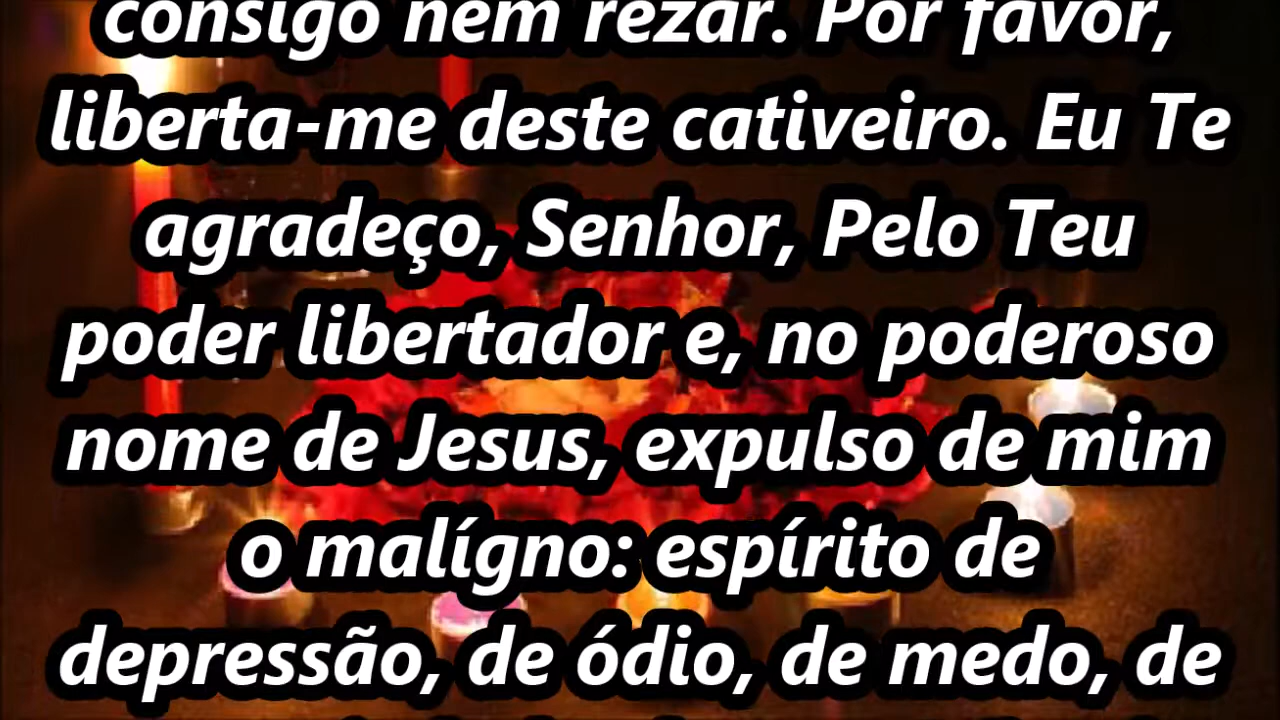 consigo nem rezar. Por favor,
liberta-me deste cativeiro. Eu Te
agradeço, Senhor, Pelo Teu
poder libertador e, no poderoso
nome de Jesus, expulso de mim
o malígno: espírito de
depressão, de ódio, de medo, de